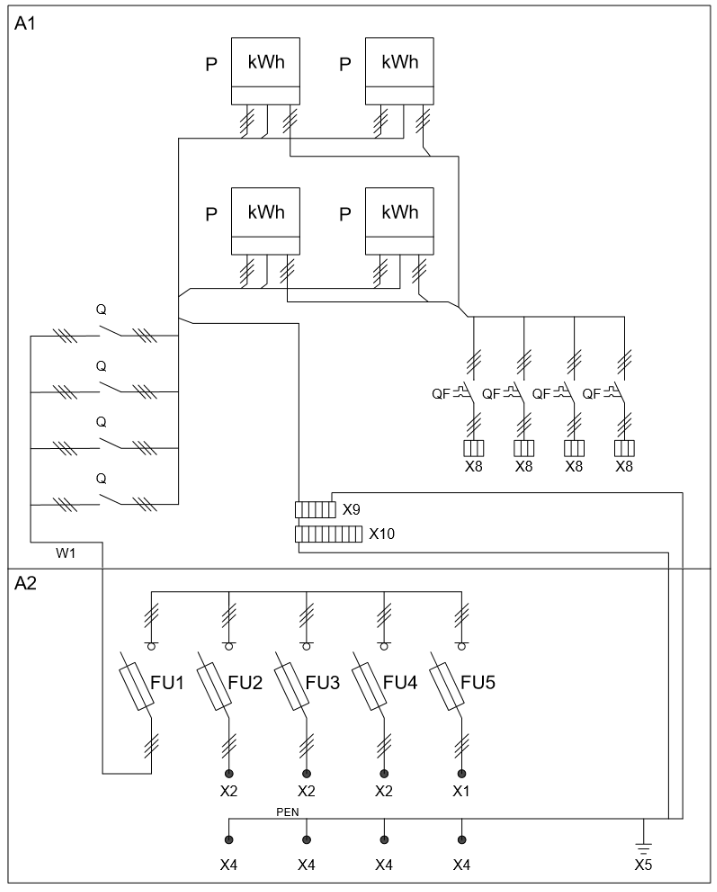 A1
P kWh P kWh
P kWh P kWh
Q
Q
QF QF QF QF
Q
X8 X8 X8 X8
Q
X9
X10
W1
A2
FU1 FU2 FU3 FU4 FU5
X2 X2 X2 X1
PEN
X4 X4 X4 X4 X5